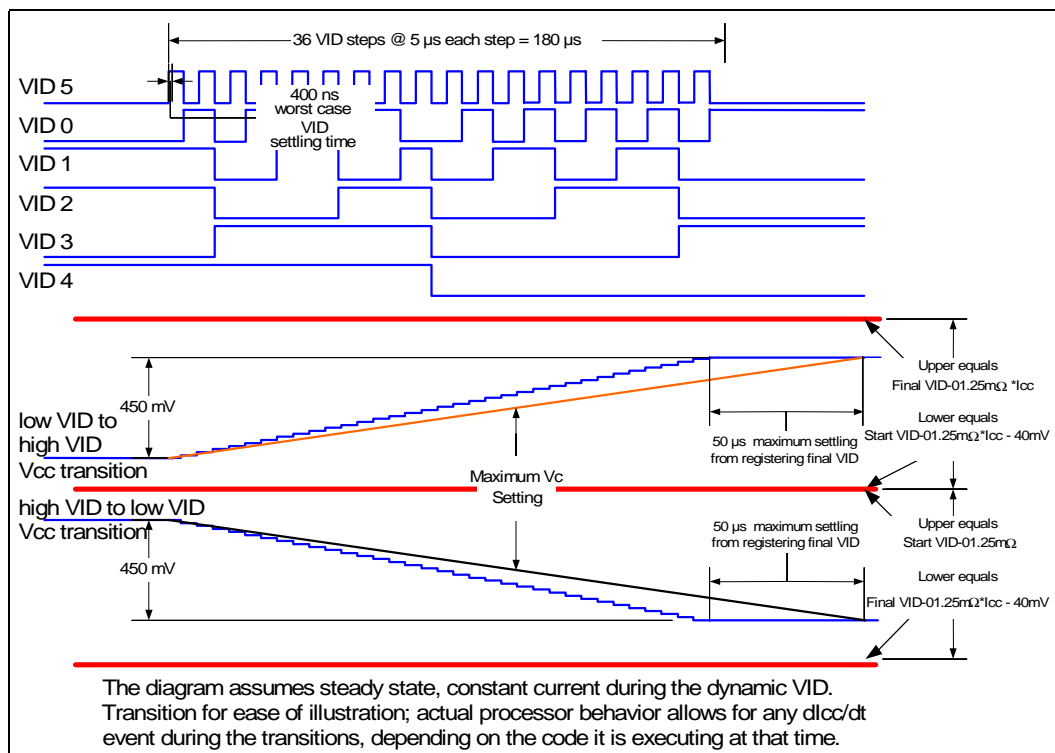 36 VID steps @ 5 µs each step = 180 µs
VID 5
400 ns
worst case
VID
settling time
VID 0
VID 1
VID 2
VID 3
VID 4
Upper equals
Final VID-01.25mΩ *Icc
450 mV
low VID to
high VID
Vcc transition
50 µs maximum settling
from registering final VID
Lower equals
Start VID-01.25mΩ*Icc - 40mV
Maximum Vc
Setting
high VID to low VID
Vcc transition
450 mV
50 µs maximum settling
from registering final VID
Upper equals
Start VID-01.25mΩ
Lower equals
Final VID-01.25mΩ*Icc - 40mV
The diagram assumes steady state, constant current during the dynamic VID.
Transition for ease of illustration; actual processor behavior allows for any dIcc/dt
event during the transitions, depending on the code it is executing at that time.